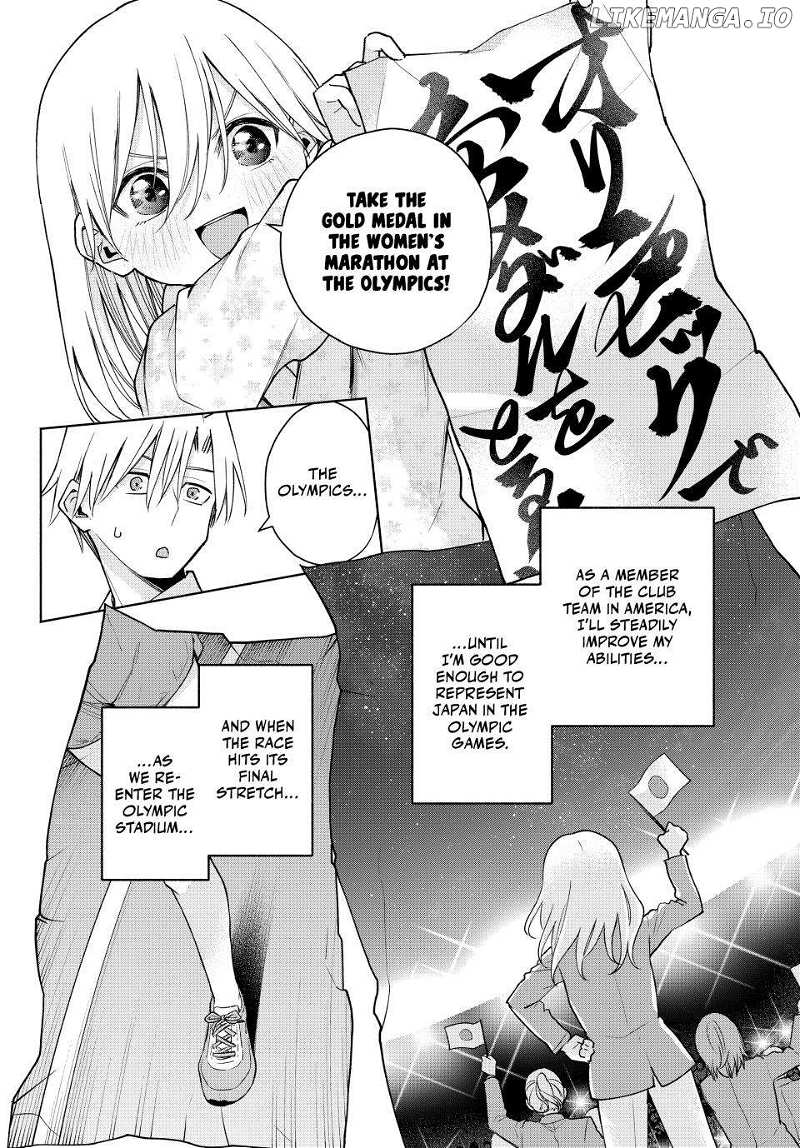 LIKEMANGA.IO
オリンピックで
金メダルをとる
TAKE THE
GOLD MEDAL IN
THE WOMEN'S
MARATHON AT
THE OLYMPICS!
THE
OLYMPICS...
AS A MEMBER
OF THE CLUB
TEAM IN AMERICA,
I'LL STEADILY
IMPROVE MY
ABILITIES...
...UNTIL
I'M GOOD
ENOUGH TO
REPRESENT
JAPAN IN THE
OLYMPIC
GAMES.
AND WHEN
THE RACE
HITS ITS
FINAL
STRETCH...
...AS
WE RE-
ENTER THE
OLYMPIC
STADIUM...